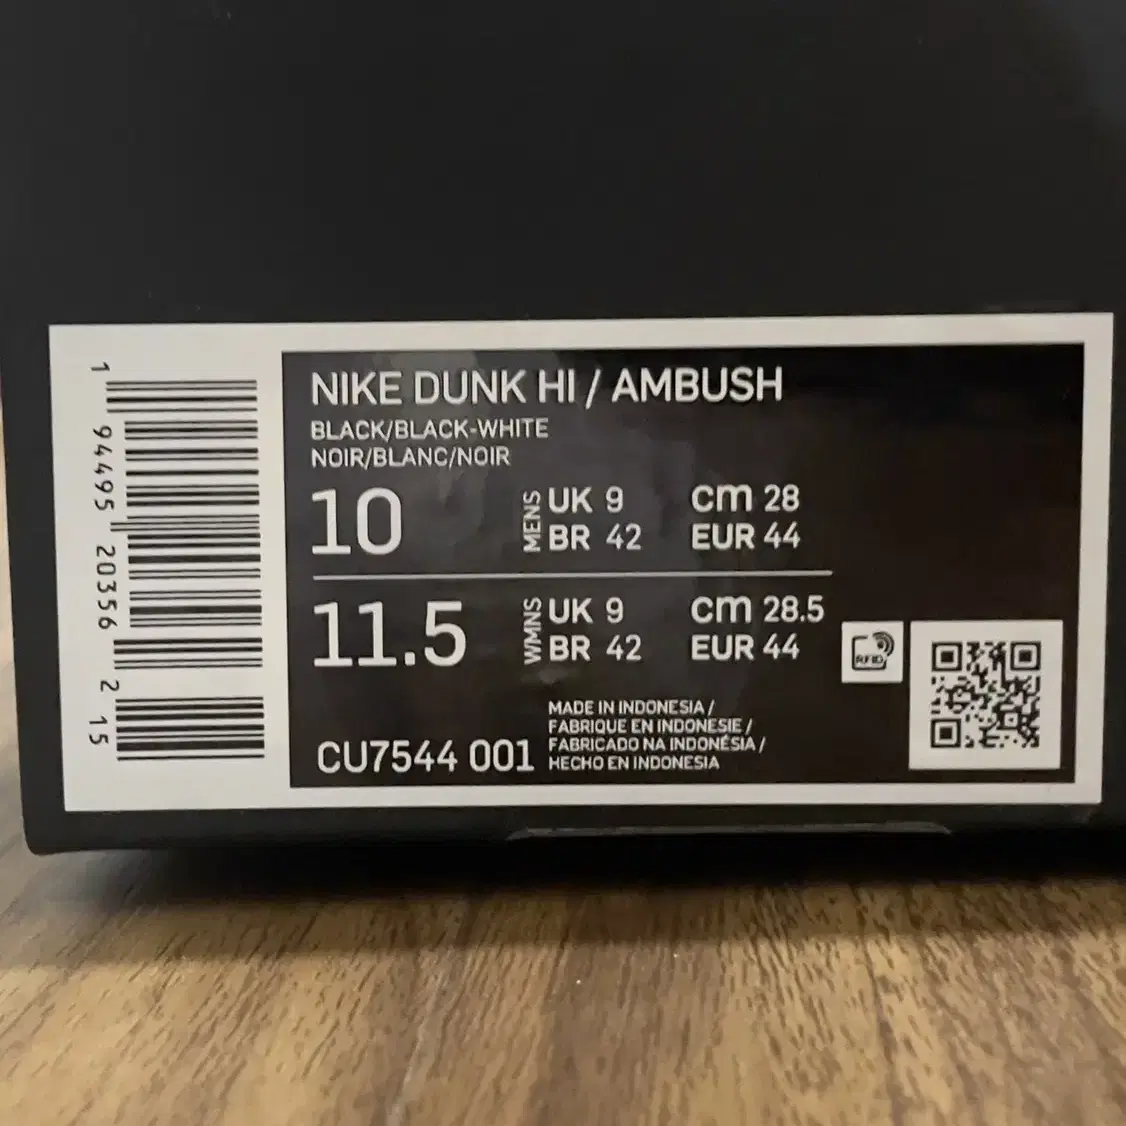 1 94495 20356 2 15
NIKE DUNK HI / AMBUSH
BLACK/BLACK-WHITE
NOIR/BLANC/NOIR
10 MENS UK 9 cm 28
BR 42 EUR 44
11.5 WMNS UK 9 cm 28.5
BR 42 EUR 44
RFID
MADE IN INDONESIA /
FABRIQUE EN INDONESIE /
FABRICADO NA INDONÉSIA /
HECHO EN INDONESIA
CU7544 001